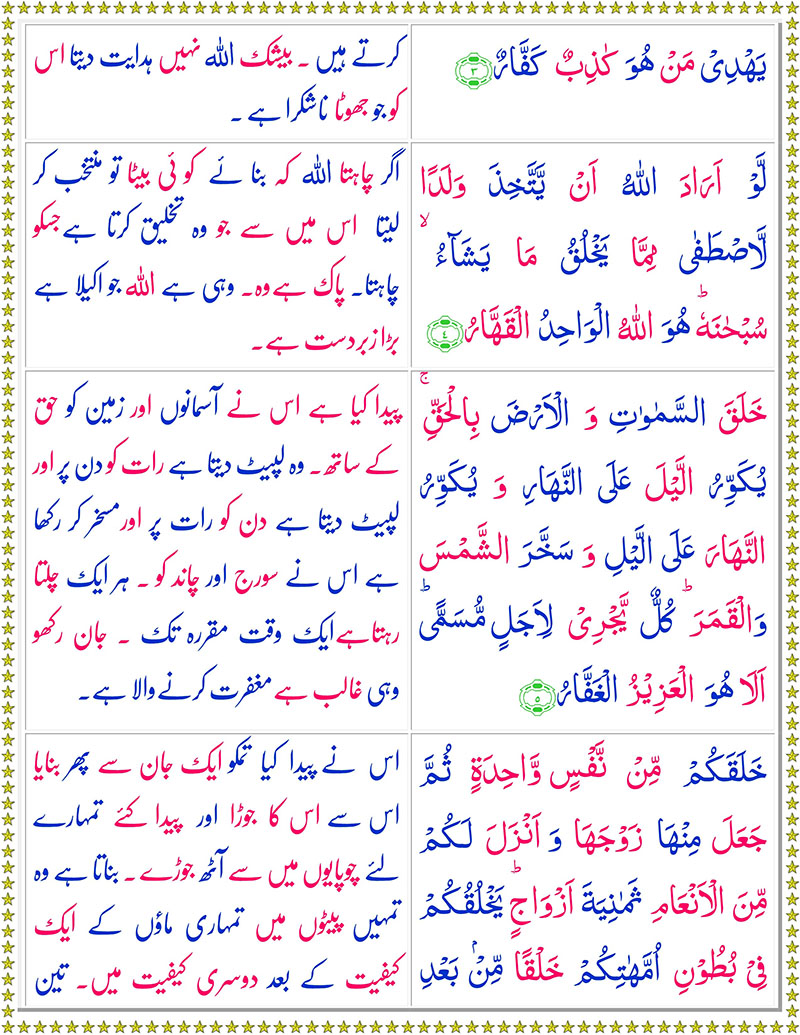 یَهْدِیْ مَنْ هُوَ كٰذِبٌ كَفَّارٌ ﴿۳﴾
کرتے ہیں ۔ بیشک اللہ نہیں ہدایت دیتا اس
کو جو جھوٹا ناشکرا ہے ۔
لَوْ اَرَادَ اللّٰهُ اَنْ یَّتَّخِذَ وَلَدًا
لَّاصْطَفٰی مِمَّا یَخْلُقُ مَا یَشَآءُ ۙ
سُبْحٰنَهٗ ؕ هُوَ اللّٰهُ الْوَاحِدُ الْقَهَّارُ ﴿۴﴾
اگر چاہتا اللہ کہ بنائے کوئی بیٹا تو منتخب کر
لیتا اس میں سے جو وہ تخلیق کرتا ہے جسکو
چاہتا۔ پاک ہے وہ۔ وہی ہے اللہ جو اکیلا ہے
بڑا زبردست ہے۔
خَلَقَ السَّمٰوٰتِ وَ الْاَرْضَ بِالْحَقِّ ۚ
یُكَوِّرُ الَّیْلَ عَلَی النَّهَارِ وَ یُكَوِّرُ
النَّهَارَ عَلَی الَّیْلِ وَ سَخَّرَ الشَّمْسَ
وَالْقَمَرَ ؕ كُلٌّ یَّجْرِیْ لِاَجَلٍ مُّسَمًّی ؕ
اَلَا هُوَ الْعَزِیْزُ الْغَفَّارُ ﴿۵﴾
پیدا کیا ہے اس نے آسمانوں اور زمین کو حق
کے ساتھ۔ وہ لپیٹ دیتا ہے رات کو دن پر اور
لپیٹ دیتا ہے دن کو رات پر اور مسخر کر رکھا
ہے اس نے سورج اور چاند کو ۔ ہر ایک چلتا
رہتا ہے ایک وقت مقررہ تک ۔ جان رکھو
وہی غالب ہے مغفرت کرنے والا ہے۔
خَلَقَكُمْ مِّنْ نَّفْسٍ وَّاحِدَةٍ ثُمَّ
جَعَلَ مِنْهَا زَوْجَهَا وَ اَنْزَلَ لَكُمْ
مِّنَ الْاَنْعَامِ ثَمٰنِیَةَ اَزْوَاجٍ ؕ یَخْلُقُكُمْ
فِیْ بُطُوْنِ اُمَّهٰتِكُمْ خَلْقًا مِّنْۢ بَعْدِ
اس نے پیدا کیا تمکو ایک جان سے پھر بنایا
اس سے اس کا جوڑا اور پیدا کئے تمہارے
لئے چوپایوں میں سے آٹھ جوڑے۔ بناتا ہے وہ
تمہیں پیٹوں میں تمہاری ماؤں کے ایک
کیفیت کے بعد دوسری کیفیت میں۔ تین